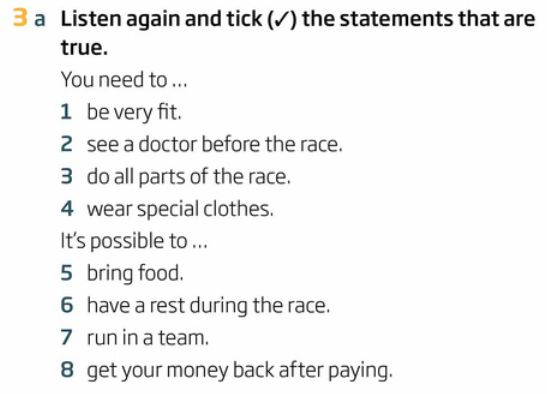 3 a Listen again and tick (✓) the statements that are
true.
You need to ...
1 be very fit.
2 see a doctor before the race.
3 do all parts of the race.
4 wear special clothes.
It's possible to ...
5 bring food.
6 have a rest during the race.
7 run in a team.
8 get your money back after paying.